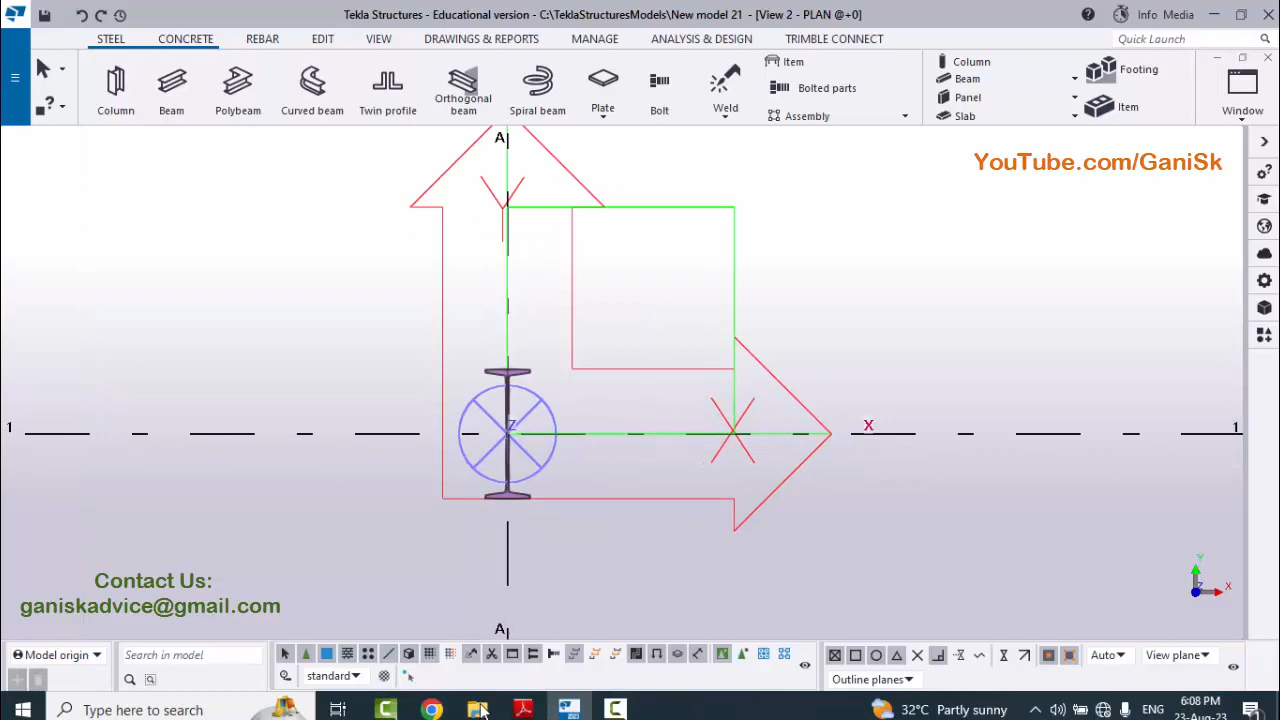 Tekla Structures - Educational version - C:\TeklaStructuresModels\New model 21 - [View 2 - PLAN @+0]
Info Media
STEEL CONCRETE REBAR EDIT VIEW DRAWINGS & REPORTS MANAGE ANALYSIS & DESIGN TRIMBLE CONNECT
Quick Launch
Column
Beam
Polybeam
Curved beam
Twin profile
Orthogonal
beam
Spiral beam
Plate
Bolt
Weld
Item
Bolted parts
Assembly
Column
Beam
Panel
Slab
Footing
Item
Window
YouTube.com/GaniSk
A
Y
Z
X
X
1
1
A
Contact Us:
ganiskadvice@gmail.com
Y
Z
X
Model origin
Search in model
standard
Auto
View plane
Outline planes
Type here to search
32°C Partly sunny
ENG
6:08 PM
23-Aug-23